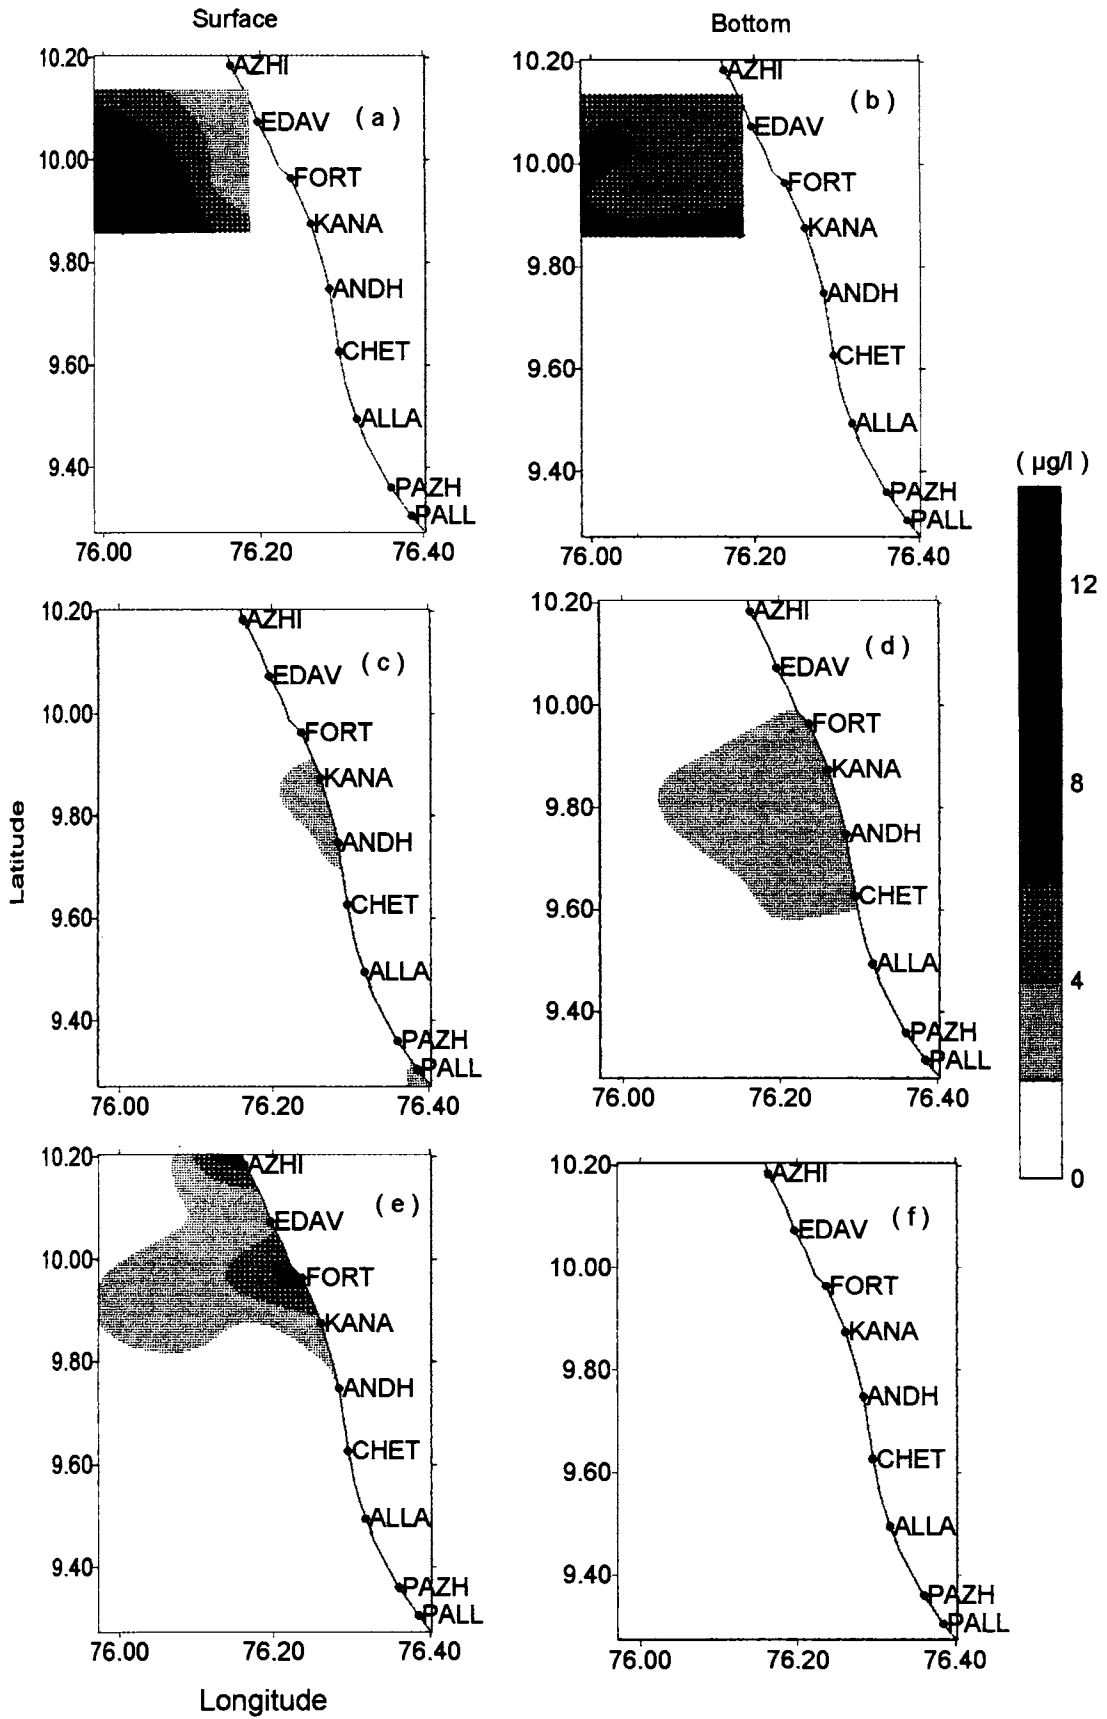 Surface
Bottom
10.20
AZHI
EDAV
( a )
10.00
FORT
KANA
9.80
ANDH
9.60
CHET
ALLA
9.40
PAZH
PALL
76.00 76.20 76.40
10.20
AZHI
EDAV
( b )
10.00
FORT
KANA
9.80
ANDH
9.60
CHET
ALLA
9.40
PAZH
PALL
76.00 76.20 76.40
( µg/l )
12
8
4
0
10.20
AZHI
( c )
EDAV
10.00
FORT
KANA
9.80
ANDH
9.60
CHET
ALLA
9.40
PAZH
PALL
76.00 76.20 76.40
10.20
AZHI
( d )
EDAV
10.00
FORT
KANA
9.80
ANDH
9.60
CHET
ALLA
9.40
PAZH
PALL
76.00 76.20 76.40
Latitude
10.20
AZHI
( e )
EDAV
10.00
FORT
KANA
9.80
ANDH
9.60
CHET
ALLA
9.40
PAZH
PALL
76.00 76.20 76.40
10.20
AZHI
( f )
EDAV
10.00
FORT
KANA
9.80
ANDH
9.60
CHET
ALLA
9.40
PAZH
PALL
76.00 76.20 76.40
Longitude